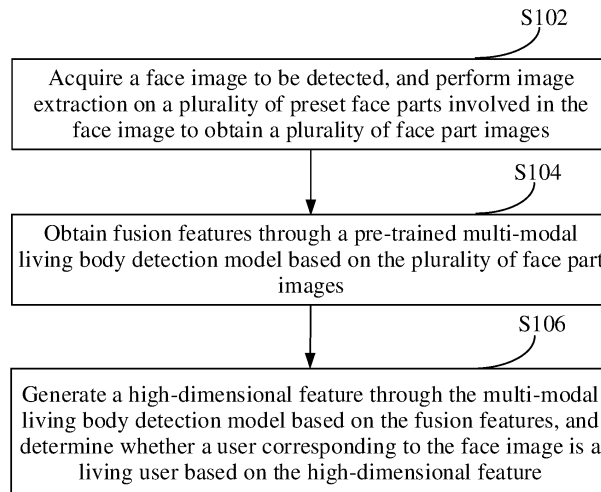 S102
Acquire a face image to be detected, and perform image
extraction on a plurality of preset face parts involved in the
face image to obtain a plurality of face part images
S104
Obtain fusion features through a pre-trained multi-modal
living body detection model based on the plurality of face part
images
S106
Generate a high-dimensional feature through the multi-modal
living body detection model based on the fusion features, and
determine whether a user corresponding to the face image is a
living user based on the high-dimensional feature